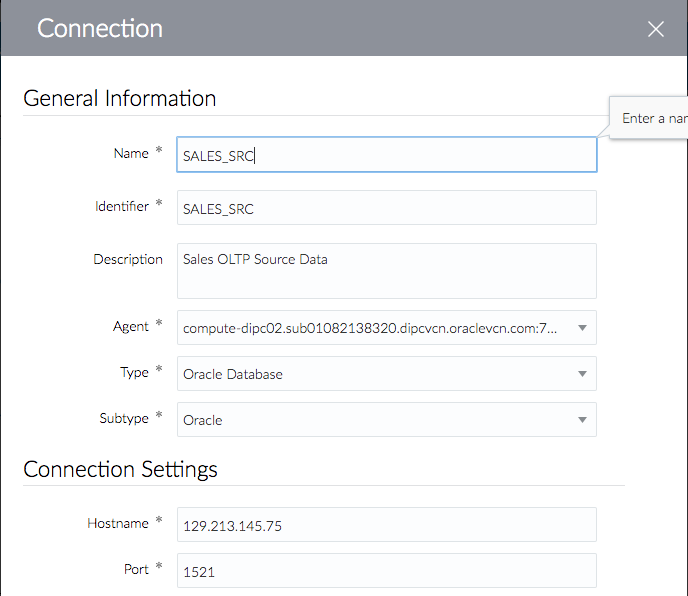 Connection
General Information
Enter a nar
Name * SALES_SRC
Identifier * SALES_SRC
Description Sales OLTP Source Data
Agent * compute-dipc02.sub01082138320.dipcvcn.oraclevcn.com:7...
Type * Oracle Database
Subtype * Oracle
Connection Settings
Hostname * 129.213.145.75
Port * 1521